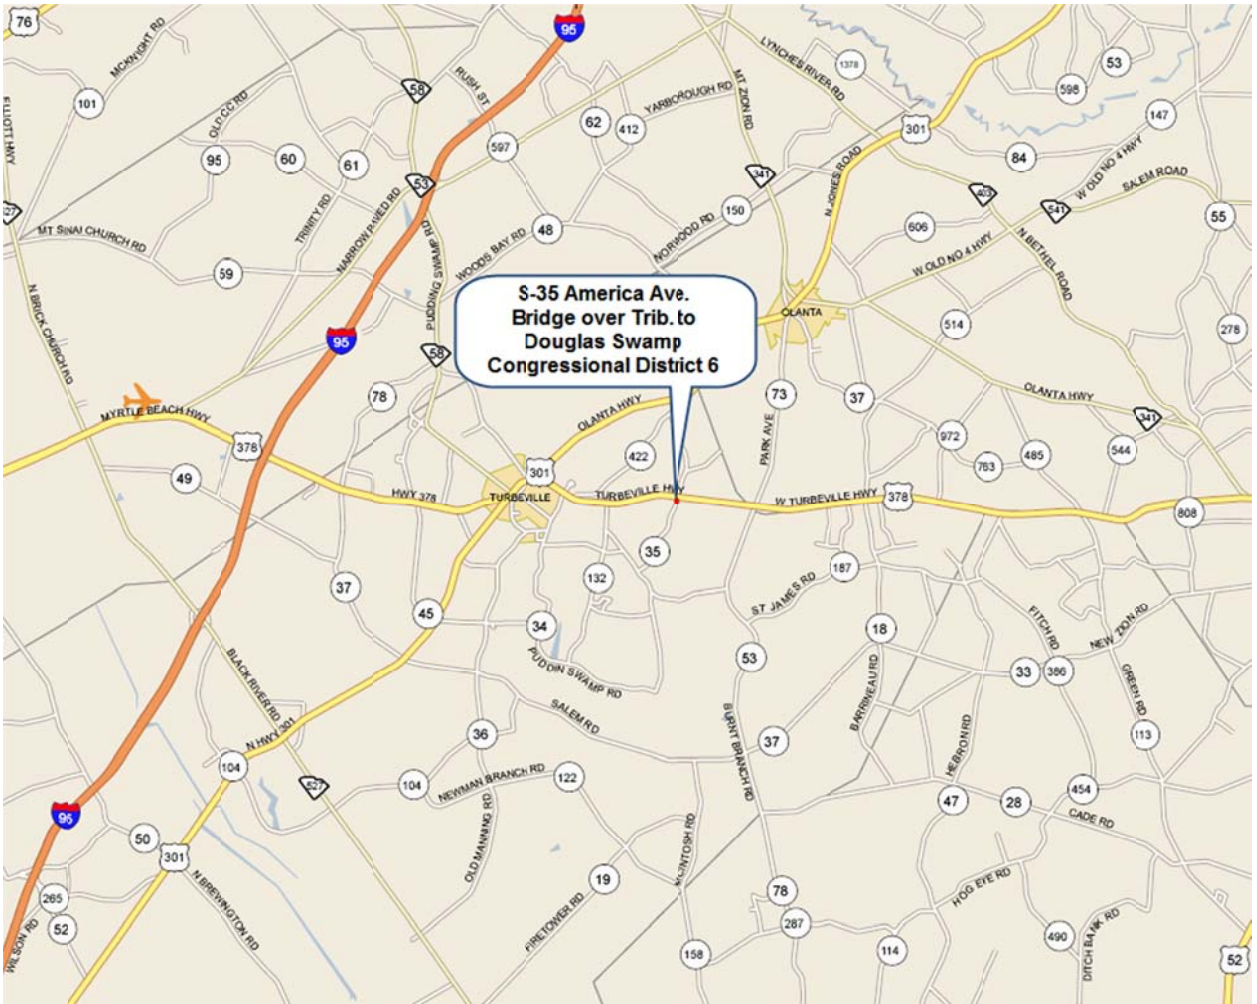 76
MCKNIGHT RD
101
OLD CC RD
95
60
61
58
RUSH ST
95
597
62
412
YARBOROUGH RD
MT ZION RD
LYNCHES RIVER RD
1378
53
598
147
301
84
ELLIOTT HWY
527
MT SINAI CHURCH RD
59
TRINITY RD
NARROW PAVED RD
53
PUDDING SWAMP RD
WOODS BAY RD
48
NORWOOD RD
150
341
N JONES ROAD
606
403
541
W OLD NO 4 HWY
SALEM ROAD
55
W OLD NO 4 HWY
N BETHEL ROAD
N BRICK CHURCH RD
95
58
S-35 America Ave.
Bridge over Trib. to
Douglas Swamp
Congressional District 6
OLANTA
514
278
MYRTLE BEACH HWY
378
78
OLANTA HWY
73
37
OLANTA HWY
341
PARK AVE
972
763
485
544
49
HWY 378
TURBEVILLE
301
422
TURBEVILLE HWY
W TURBEVILLE HWY
378
808
35
37
45
132
34
187
ST JAMES RD
53
18
FITCH RD
NEW ZION RD
33
386
GREEN RD
BLACK RIVER RD
PUDDIN SWAMP RD
SALEM RD
BARRINEAU RD
N HWY 301
36
BURNT BRANCH RD
37
HEBRON RD
113
104
527
104
NEWMAN BRANCH RD
122
47
28
454
CADE RD
95
50
301
OLD MANNING RD
MCINTOSH RD
N BREWINGTON RD
19
FIRETOWER RD
78
287
HOG EYE RD
265
52
WILSON RD
158
114
490
DITCH BANK RD
52